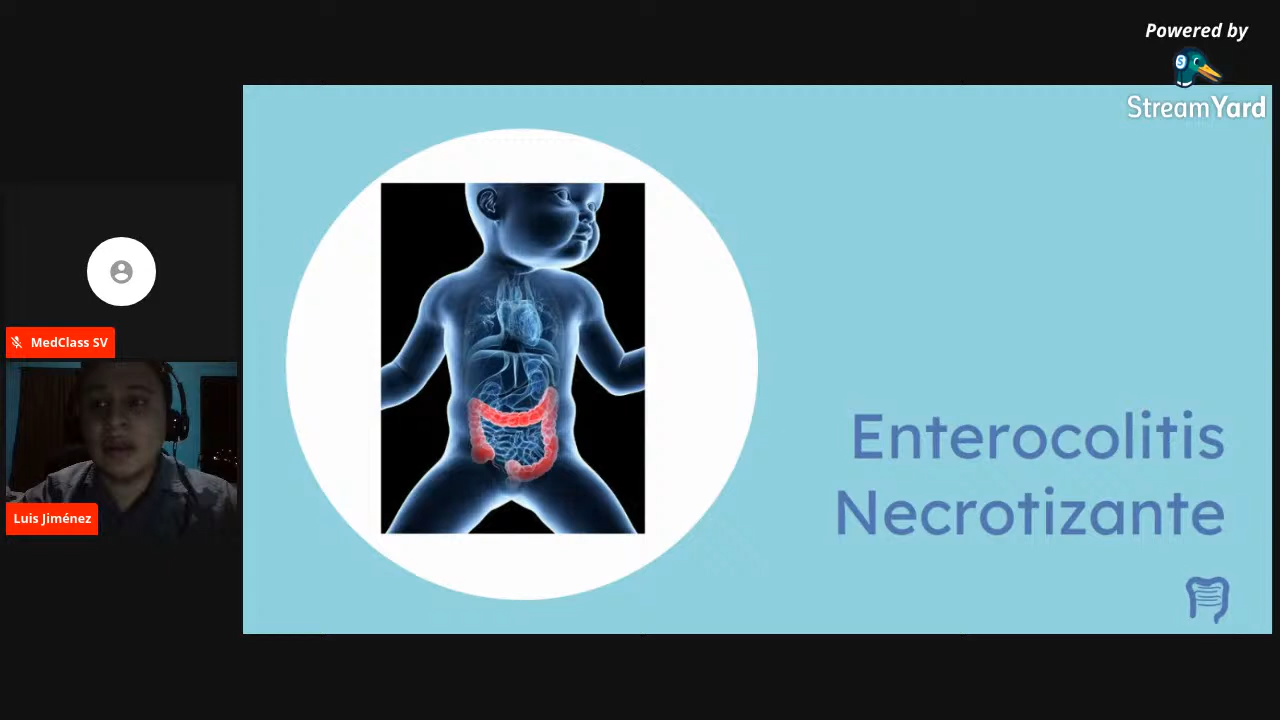 Powered by
StreamYard
MedClass SV
Luis Jiménez
Enterocolitis
Necrotizante